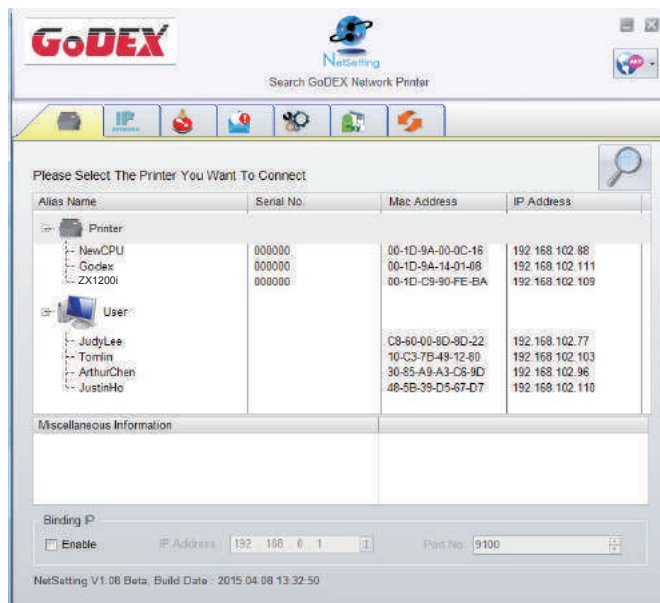 GODEX
NetSetting
Search GoDEX Network Printer
IP
Please Select The Printer You Want To Connect
Alias Name Serial No. Mac Address IP Address
Printer
NewCPU 000000 00-1D-9A-00-0C-16 192.168.102.88
Godex 000000 00-1D-9A-14-01-08 192.168.102.111
ZX1200i 000000 00-1D-C9-90-FE-BA 192.168.102.109
User
JudyLee C8-60-00-8D-8D-22 192.168.102.77
Tomlin 10-C3-7B-49-12-80 192.168.102.103
ArthurChen 30-85-A9-A3-C6-9D 192.168.102.96
JustinHo 48-5B-39-D5-67-D7 192.168.102.110
Miscellaneous Information
Binding IP
Enable IP Address : 192 . 168 . 0 . 1 Port No: 9100
NetSetting V1.08 Beta, Build Date : 2015.04.08 13:32:50